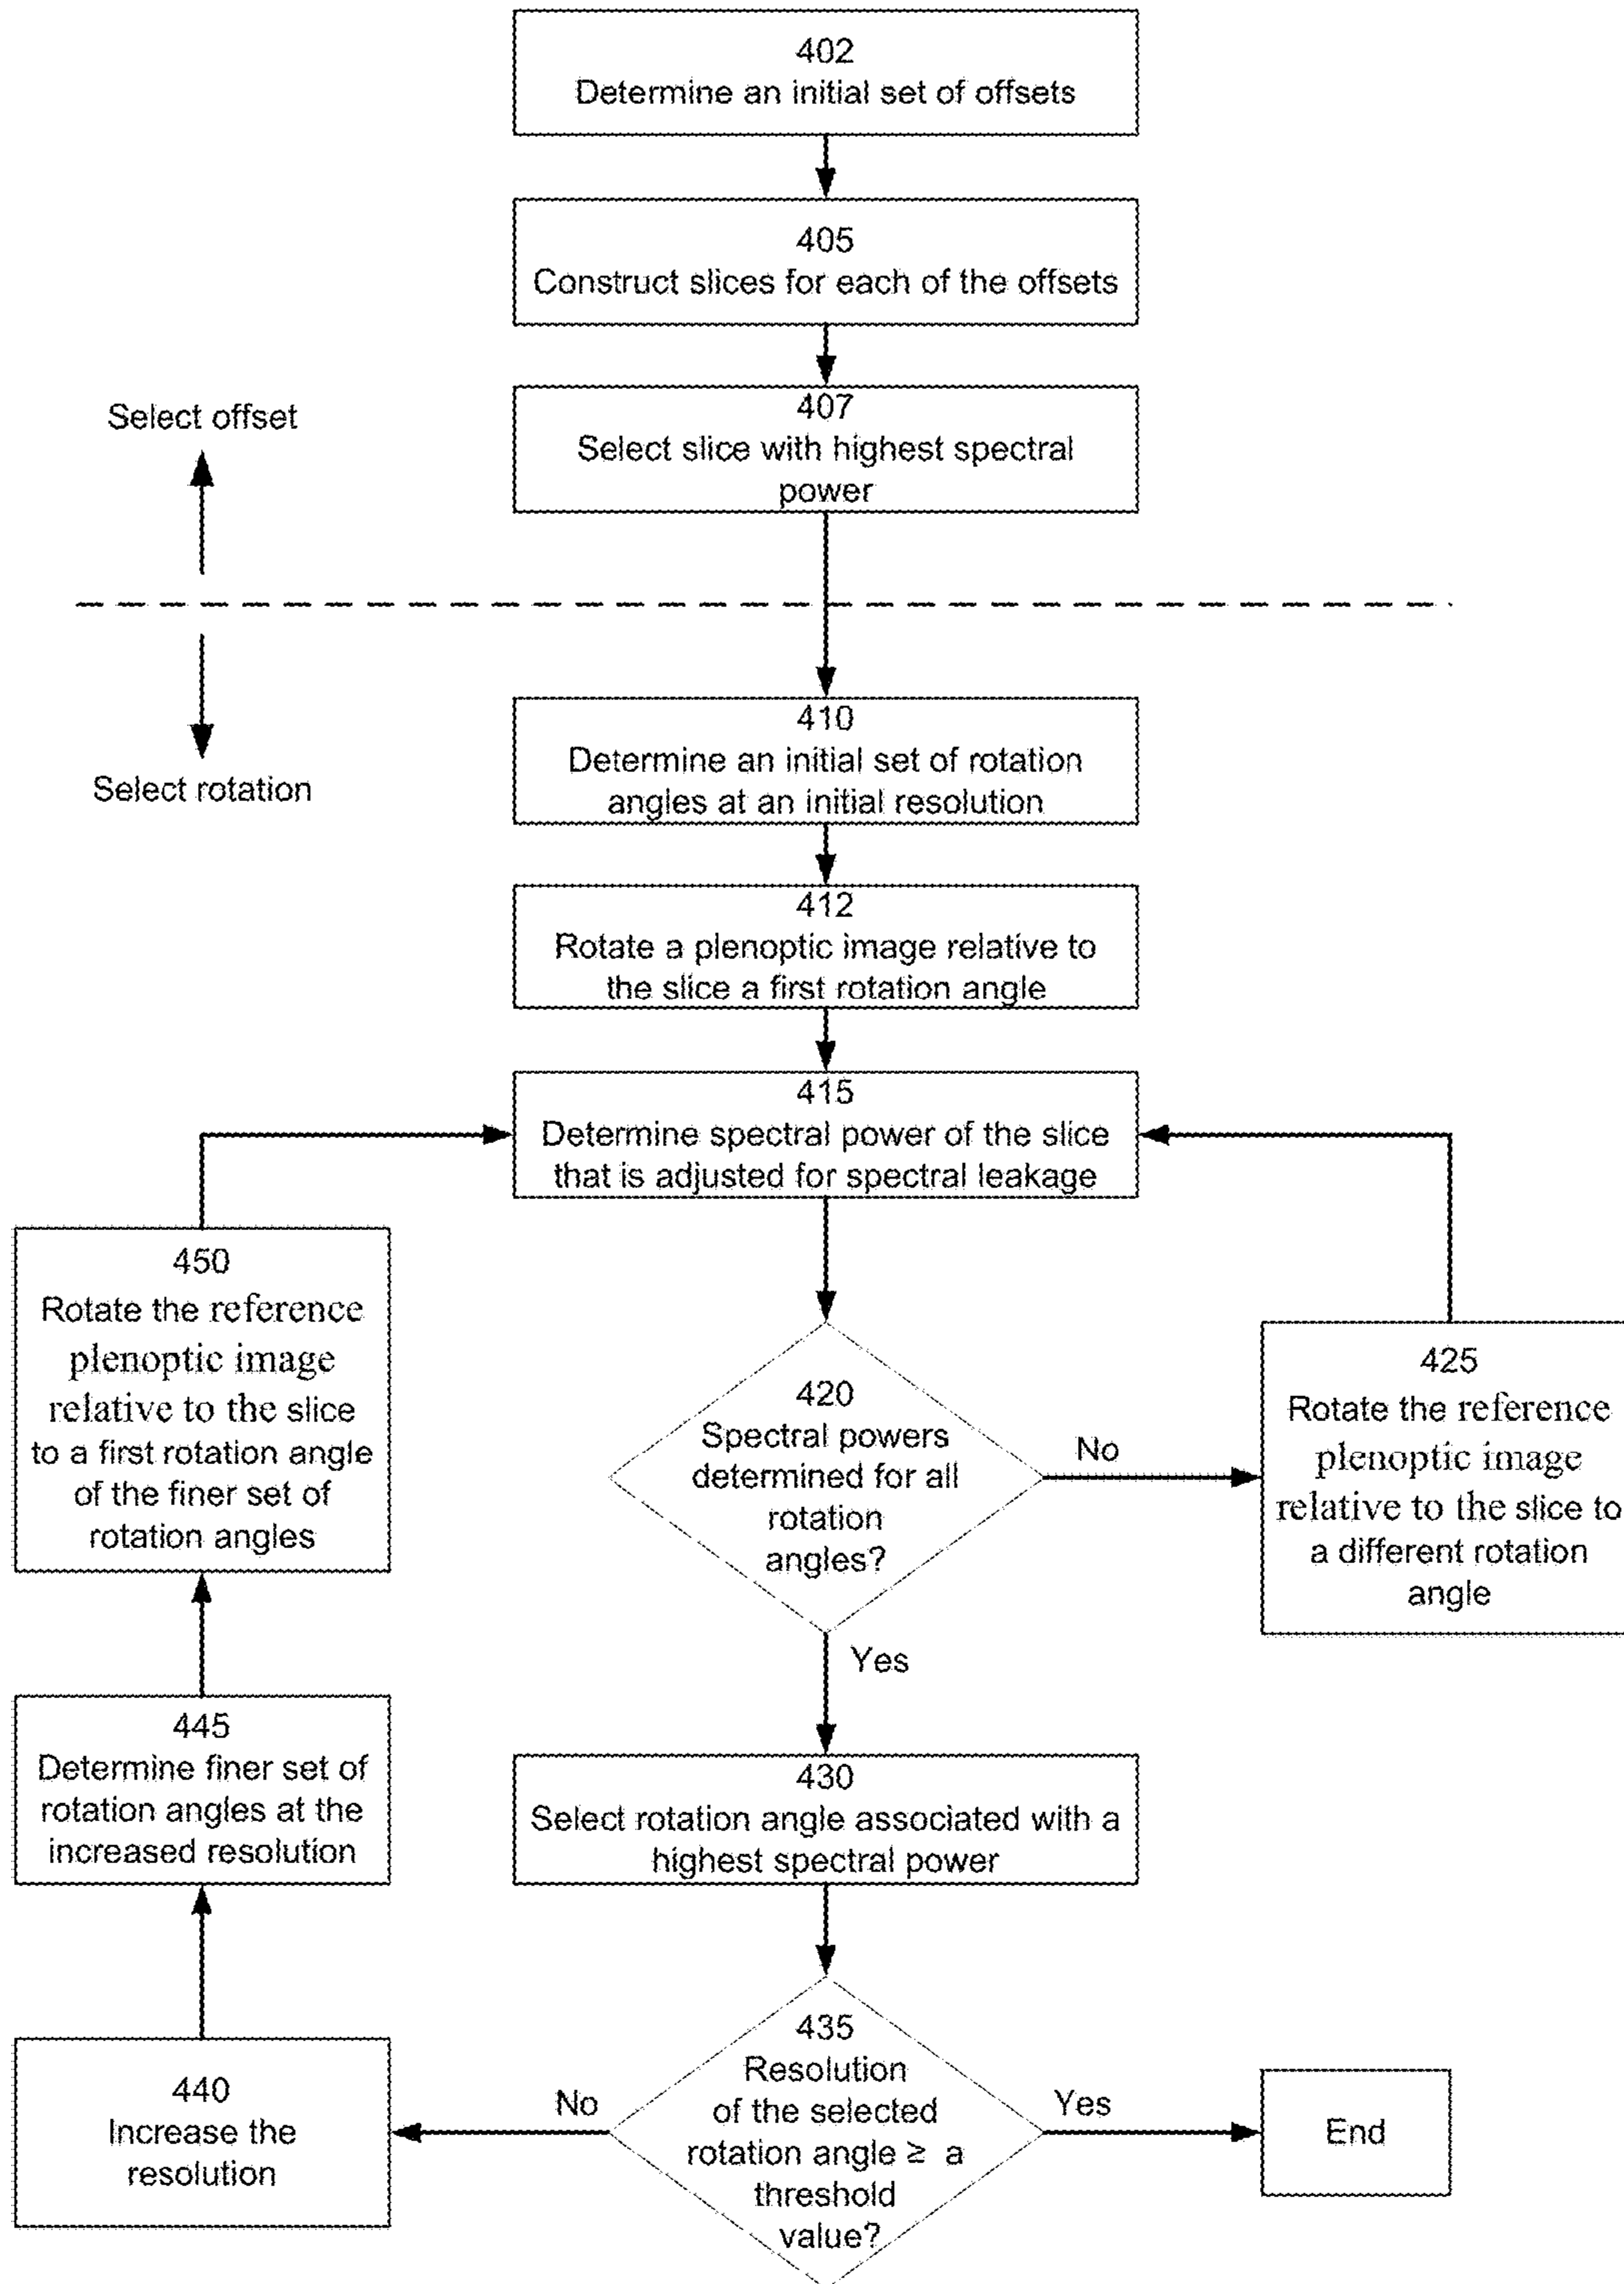 402
Determine an initial set of offsets
405
Construct slices for each of the offsets
407
Select slice with highest spectral
power
Select offset
Select rotation
410
Determine an initial set of rotation
angles at an initial resolution
412
Rotate a plenoptic image relative to
the slice a first rotation angle
415
Determine spectral power of the slice
that is adjusted for spectral leakage
420
Spectral powers
determined for all
rotation
angles?
No
425
Rotate the reference
plenoptic image
relative to the slice to
a different rotation
angle
Yes
430
Select rotation angle associated with a
highest spectral power
435
Resolution
of the selected
rotation angle ≥ a
threshold
value?
Yes
End
No
440
Increase the
resolution
445
Determine finer set of
rotation angles at the
increased resolution
450
Rotate the reference
plenoptic image
relative to the slice
to a first rotation angle
of the finer set of
rotation angles